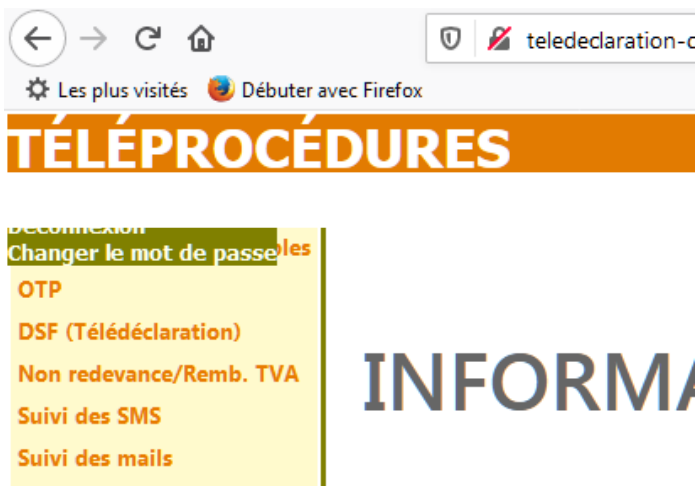 teledeclaration-c
Les plus visités Débuter avec Firefox
TÉLÉPROCÉDURES
Déconnexion
Changer le mot de passe bles
OTP
DSF (Télédéclaration)
Non redevance/Remb. TVA
Suivi des SMS
Suivi des mails
INFORMA